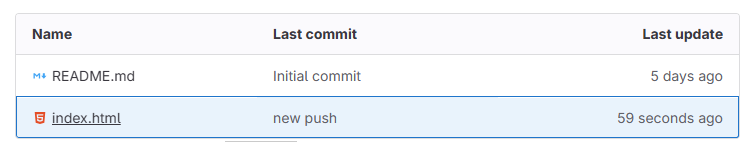 Name Last commit Last update
README.md Initial commit 5 days ago
index.html new push 59 seconds ago